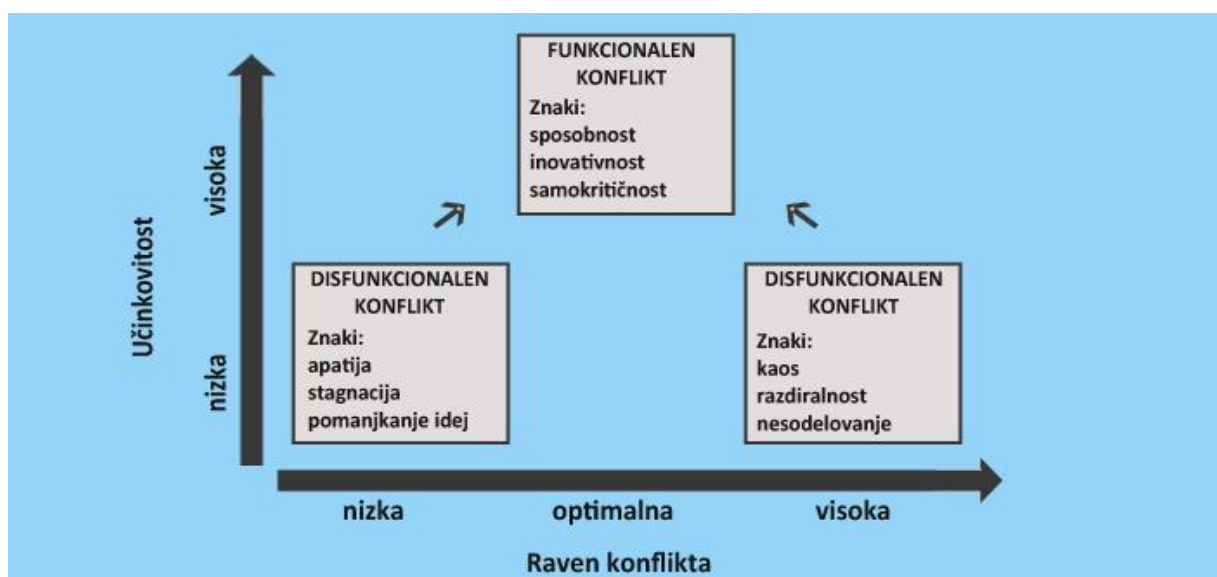 FUNKCIONALEN
KONFLIKT
Znaki:
sposobnost
inovativnost
samokritičnost
Učinkovitost
visoka
nizka
DISFUNKCIONALEN
KONFLIKT
Znaki:
apatija
stagnacija
pomanjkanje idej
DISFUNKCIONALEN
KONFLIKT
Znaki:
kaos
razdiralnost
nesodelovanje
nizka
optimalna
visoka
Raven konflikta